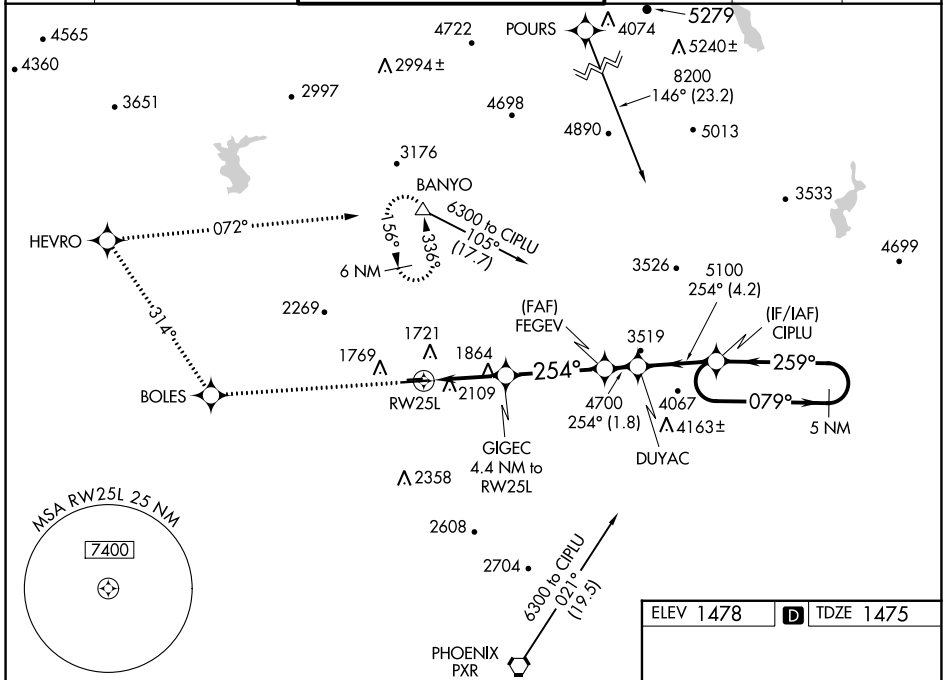 4565
4360
3651
2997
4722
2994±
4698
POURS
4074
5279
5240±
8200
146° (23.2)
4890
5013
3176
BANYO
3533
072°
HEVRO
156°
336°
6300 to CIPLU
105°
(17.7)
6 NM
4699
3526
5100
254° (4.2)
314°
2269
(FAF)
FEGEV
(IF/IAF)
CIPLU
3519
1721
1769
1864
254°
259°
BOLES
RW25L
2109
4700
254° (1.8)
4067
079°
4163±
5 NM
GIGEC
4.4 NM to
RW25L
DUYAC
2358
MSA RW25L 25 NM
7400
2608
2704
6300 to CIPLU
021°
(19.5)
PHOENIX
PXR
ELEV 1478 D TDZE 1475